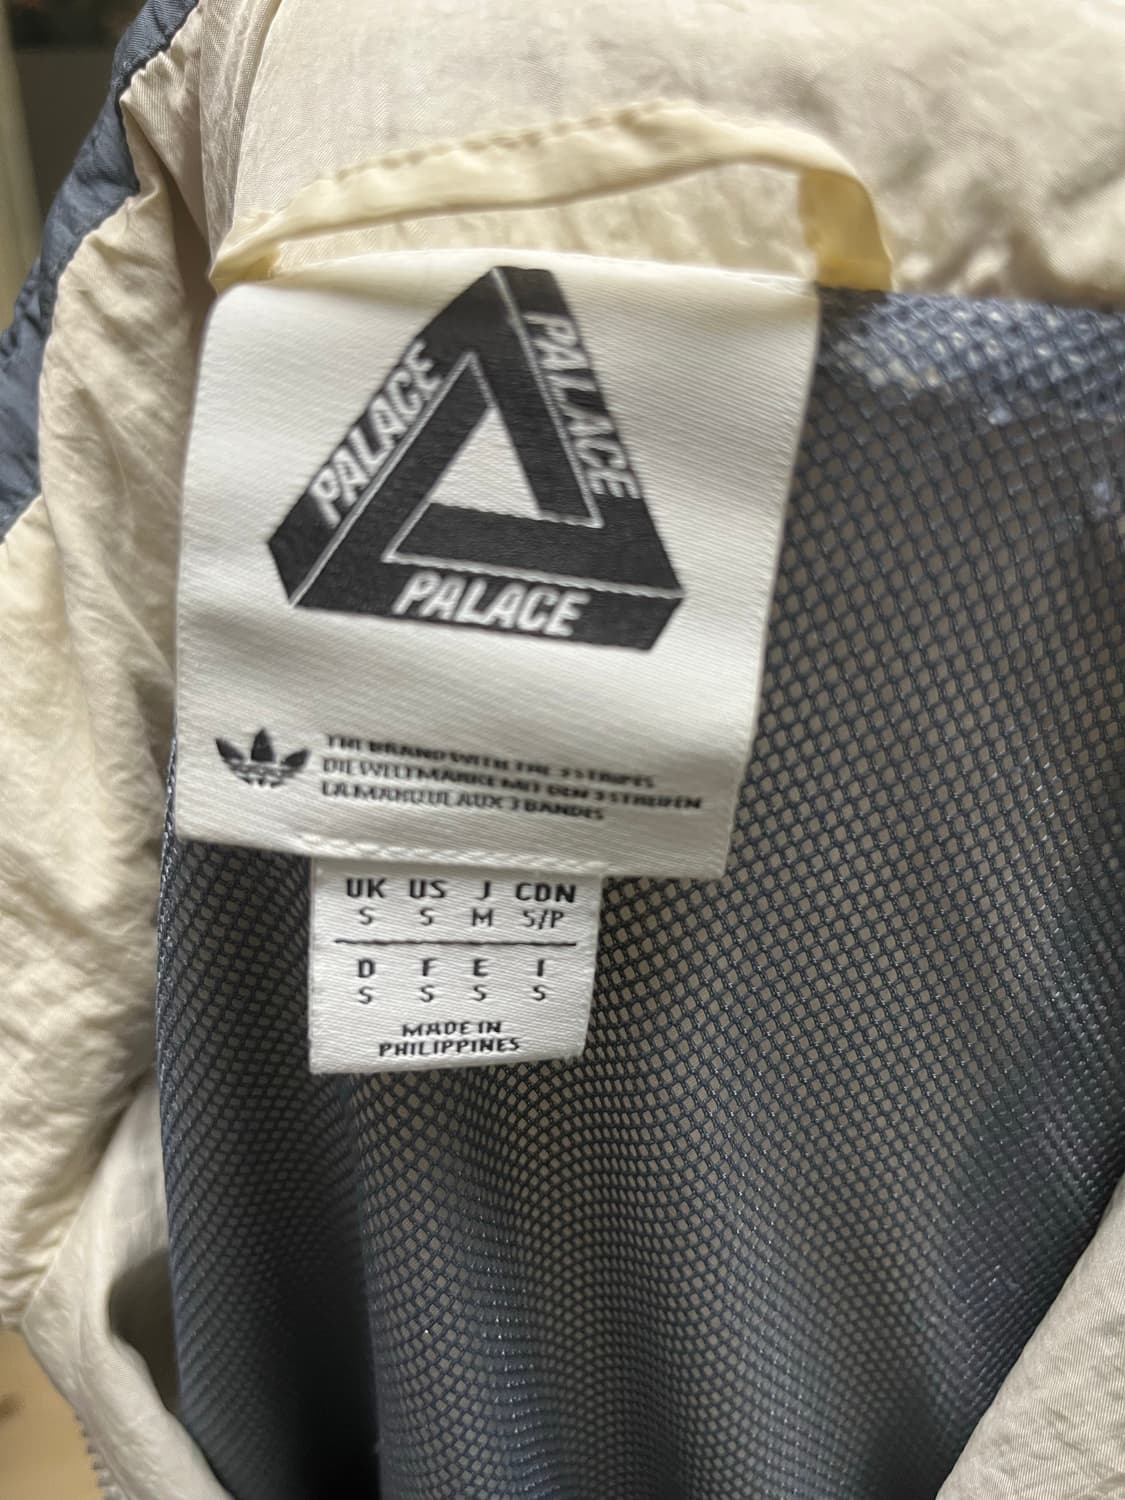 PALACE
PALACE
PALACE
THE BRAND WITH THE 3 STRIPES
DIE WELTMARKE MIT DEN 3 STREIFEN
LA MARQUE AUX 3 BANDES
UK US J CDN
S S M S/P
D F E I
S S S S
MADE IN
PHILIPPINES